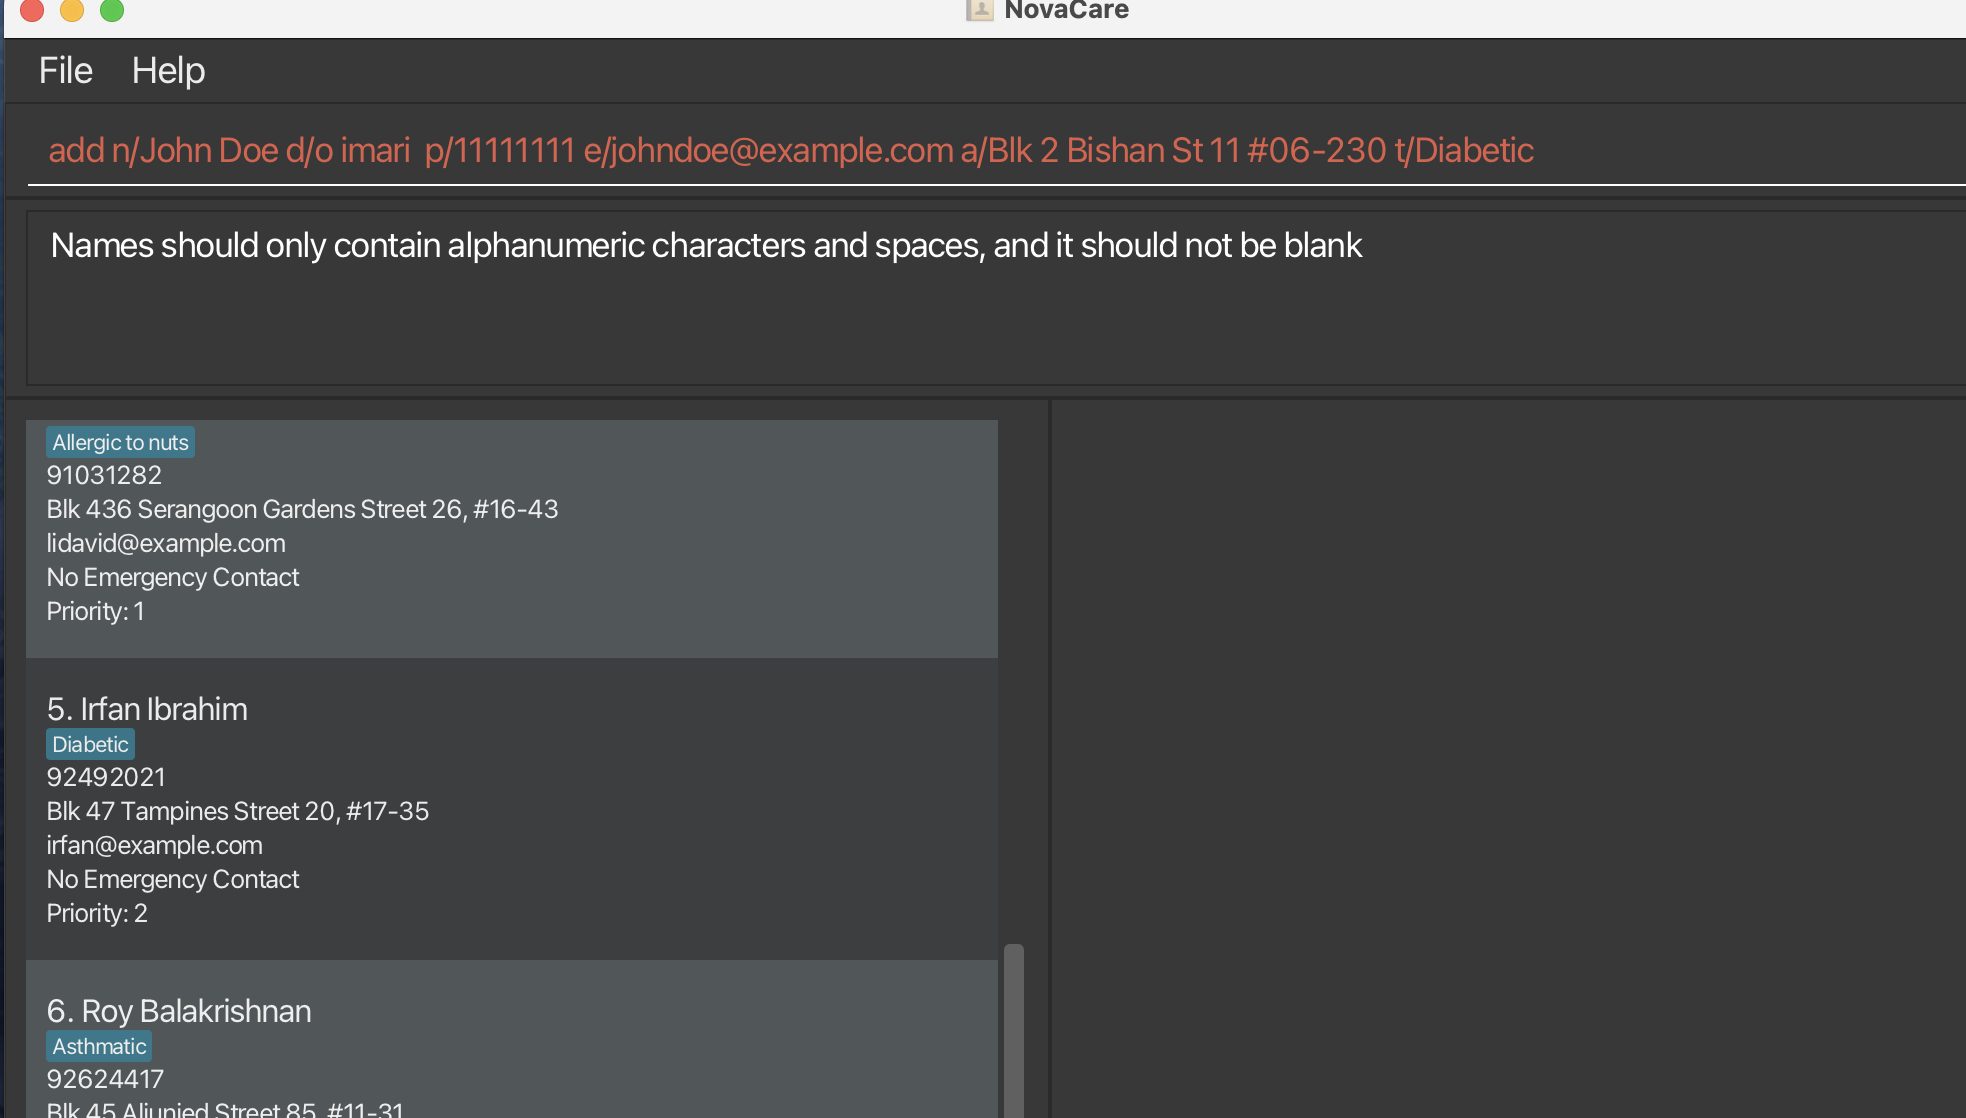 NovaCare
File Help
add n/John Doe d/o imari  p/11111111 e/johndoe@example.com a/Blk 2 Bishan St 11 #06-230 t/Diabetic
Names should only contain alphanumeric characters and spaces, and it should not be blank
Allergic to nuts
91031282
Blk 436 Serangoon Gardens Street 26, #16-43
lidavid@example.com
No Emergency Contact
Priority: 1
5. Irfan Ibrahim
Diabetic
92492021
Blk 47 Tampines Street 20, #17-35
irfan@example.com
No Emergency Contact
Priority: 2
6. Roy Balakrishnan
Asthmatic
92624417
Blk 45 Aljunied Street 85, #11-31